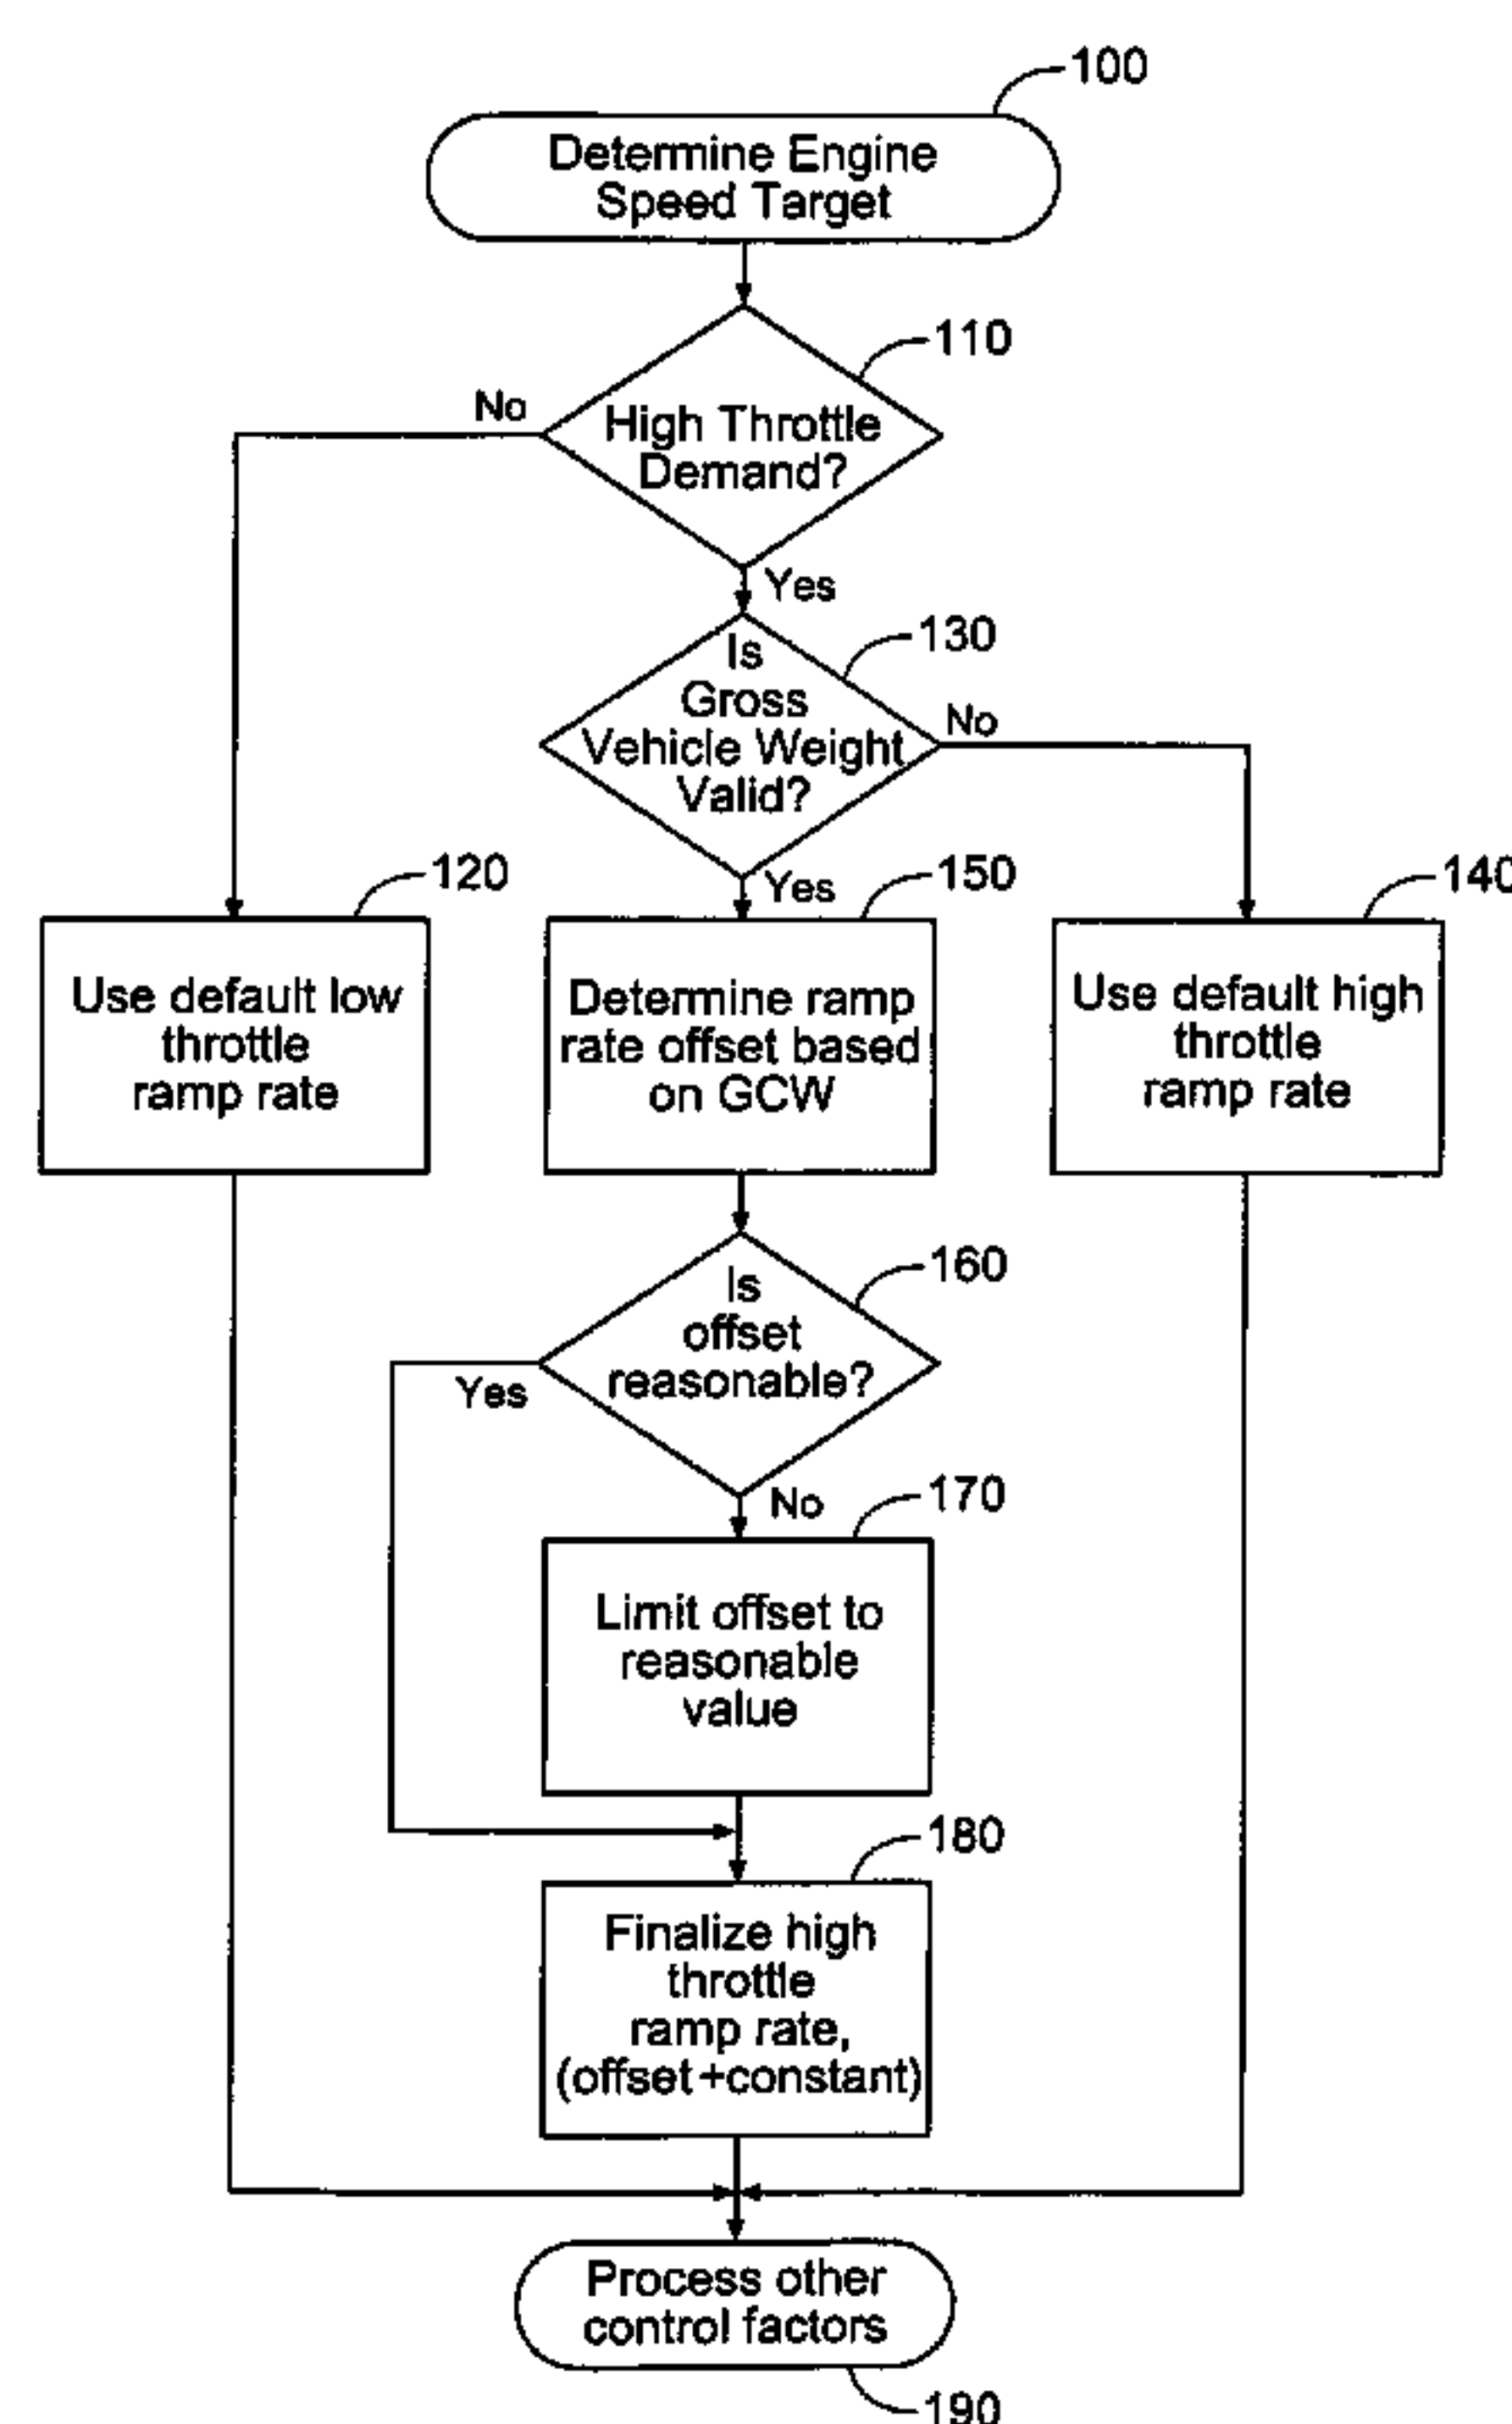 100
Determine Engine
Speed Target
110
No
High Throttle
Demand?
Yes
130
Is
Gross
Vehicle Weight
Valid?
No
Yes
120
150
140
Use default low
throttle
ramp rate
Determine ramp
rate offset based
on GCW
Use default high
throttle
ramp rate
160
Is
offset
reasonable?
Yes
No
170
Limit offset to
reasonable
value
180
Finalize high
throttle
ramp rate,
(offset+constant)
Process other
control factors
190